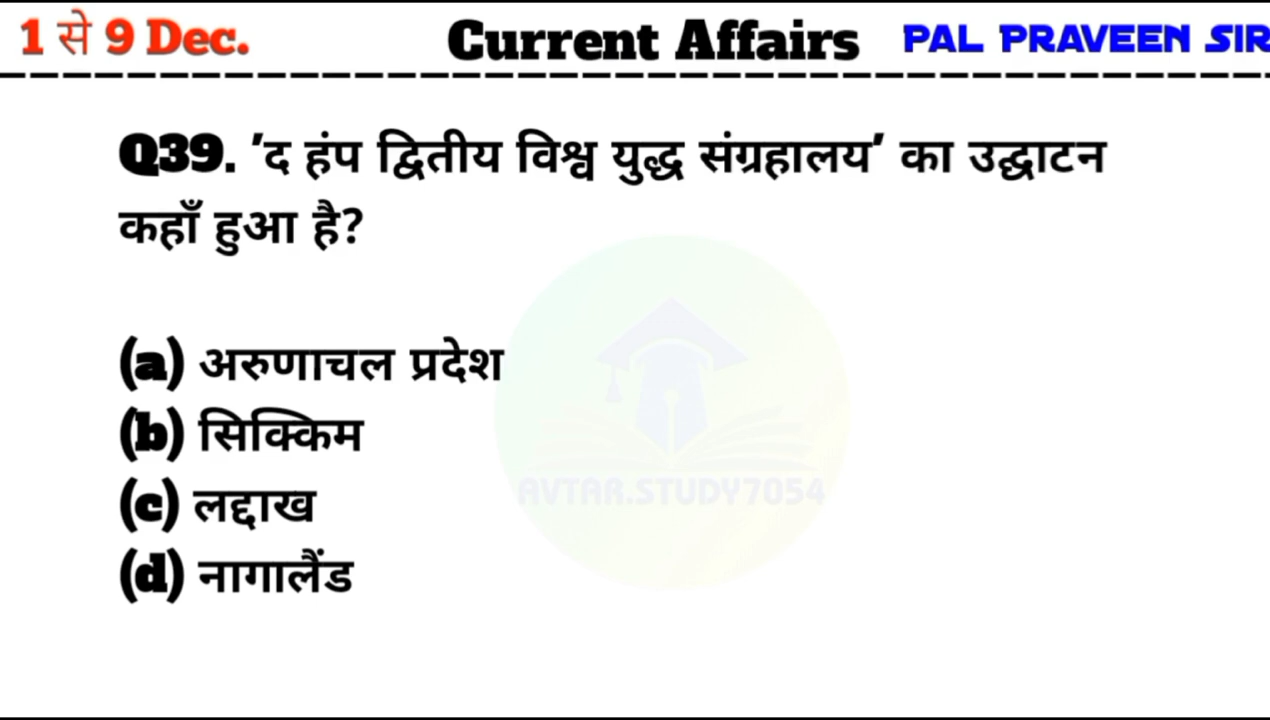 1 से 9 Dec. Current Affairs PAL PRAVEEN SIR
Q39. 'द हंप द्वितीय विश्व युद्ध संग्रहालय' का उद्घाटन
कहाँ हुआ है?
(a) अरुणाचल प्रदेश
(b) सिक्किम
(c) लद्दाख
(d) नागालैंड
AVTAR.STUDY7054